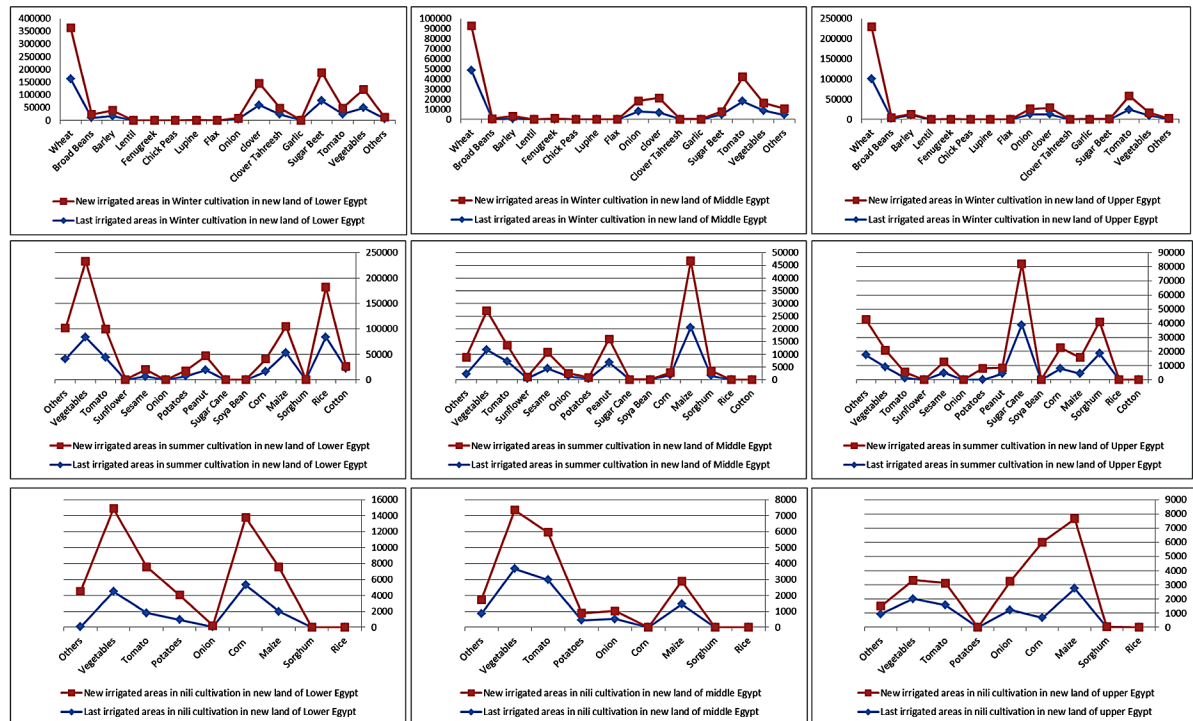 400000
350000
300000
250000
200000
150000
100000
50000
0
Wheat
Broad Beans
Barley
Lentil
Fenugreek
Chick Peas
Lupine
Flax
Onion
clover
Clover Tahreesh
Garlic
Sugar Beet
Tomato
Vegetables
Others
New irrigated areas in Winter cultivation in new land of Lower Egypt
Last irrigated areas in Winter cultivation in new land of Lower Egypt
100000
90000
80000
70000
60000
50000
40000
30000
20000
10000
0
Wheat
Broad Beans
Barley
Lentil
Fenugreek
Chick Peas
Lupine
Flax
Onion
clover
Clover Tahreesh
Garlic
Sugar Beet
Tomato
Vegetables
Others
New irrigated areas in Winter cultivation in new land of Middle Egypt
Last irrigated areas in Winter cultivation in new land of Middle Egypt
250000
200000
150000
100000
50000
0
Wheat
Broad Beans
Barley
Lentil
Fenugreek
Chick Peas
Lupine
Flax
Onion
clover
Clover Tahreesh
Garlic
Sugar Beet
Tomato
Vegetables
Others
New irrigated areas in Winter cultivation in new land of Upper Egypt
Last irrigated areas in Winter cultivation in new land of Upper Egypt
250000
200000
150000
100000
50000
0
Others
Vegetables
Tomato
Sunflower
Sesame
Onion
Potatoes
Peanut
Sugar Cane
Soya Bean
Corn
Maize
Sorghum
Rice
Cotton
New irrigated areas in summer cultivation in new land of Lower Egypt
Last irrigated areas in summer cultivation in new land of Lower Egypt
50000
45000
40000
35000
30000
25000
20000
15000
10000
5000
0
Others
Vegetables
Tomato
Sunflower
Sesame
Onion
Potatoes
Peanut
Sugar Cane
Soya Bean
Corn
Maize
Sorghum
Rice
Cotton
New irrigated areas in summer cultivation in new land of Middle Egypt
Last irrigated areas in summer cultivation in new land of Middle Egypt
90000
80000
70000
60000
50000
40000
30000
20000
10000
0
Others
Vegetables
Tomato
Sunflower
Sesame
Onion
Potatoes
Peanut
Sugar Cane
Soya Bean
Corn
Maize
Sorghum
Rice
Cotton
New irrigated areas in summer cultivation in new land of Upper Egypt
Last irrigated areas in summer cultivation in new land of Upper Egypt
16000
14000
12000
10000
8000
6000
4000
2000
0
Others
Vegetables
Tomato
Potatoes
Onion
Corn
Maize
Sorghum
Rice
New irrigated areas in nili cultivation in new land of Lower Egypt
Last irrigated areas in nili cultivation in new land of Lower Egypt
8000
7000
6000
5000
4000
3000
2000
1000
0
Others
Vegetables
Tomato
Potatoes
Onion
Corn
Maize
Sorghum
Rice
New irrigated areas in nili cultivation in new land of middle Egypt
Last irrigated areas in nili cultivation in new land of middle Egypt
9000
8000
7000
6000
5000
4000
3000
2000
1000
0
Others
Vegetables
Tomato
Potatoes
Onion
Corn
Maize
Sorghum
Rice
New irrigated areas in nili cultivation in new land of upper Egypt
Last irrigated areas in nili cultivation in new land of upper Egypt